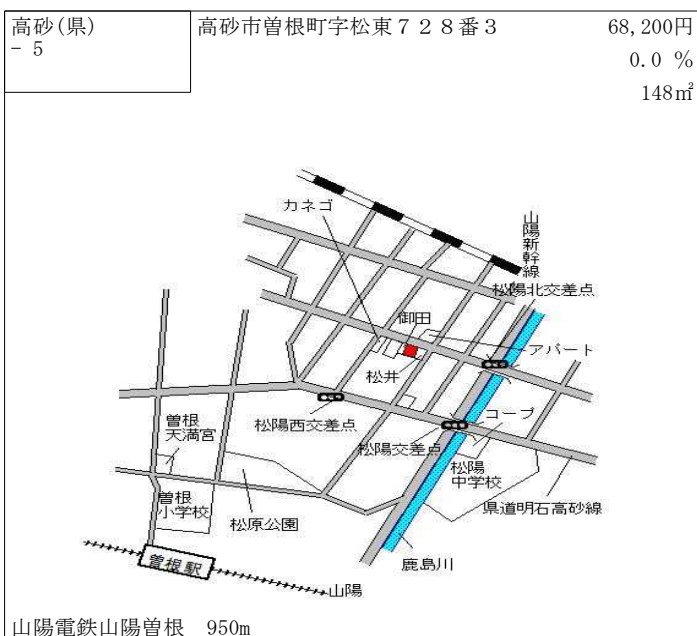 高砂(県)
- 5
高砂市曽根町字松東７２８番３
68,200円
0.0 %
148㎡
カネゴ
山陽新幹線
松陽北交差点
御田
アパート
松井
曽根
天満宮
松陽西交差点
コープ
松陽交差点
松陽
中学校
曽根
小学校
松原公園
県道明石高砂線
鹿島川
曽根駅
山陽
山陽電鉄山陽曽根　950m